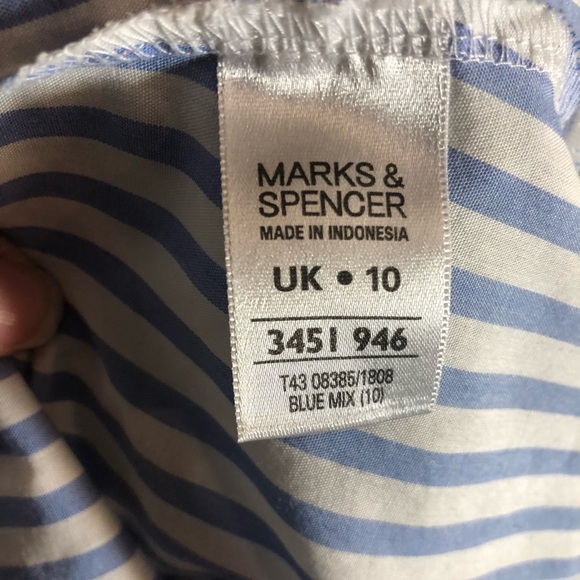 MARKS &
SPENCER
MADE IN INDONESIA
UK • 10
3451 946
T43 08385/1808
BLUE MIX (10)